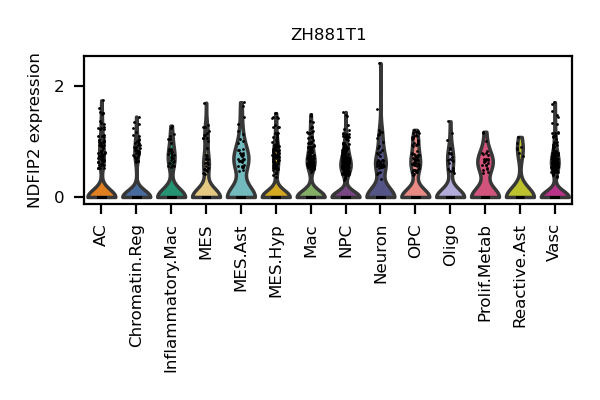 ZH881T1
NDFIP2 expression
2
0
AC
Chromatin.Reg
Inflammatory.Mac
MES
MES.Ast
MES.Hyp
Mac
NPC
Neuron
OPC
Oligo
Prolif.Metab
Reactive.Ast
Vasc